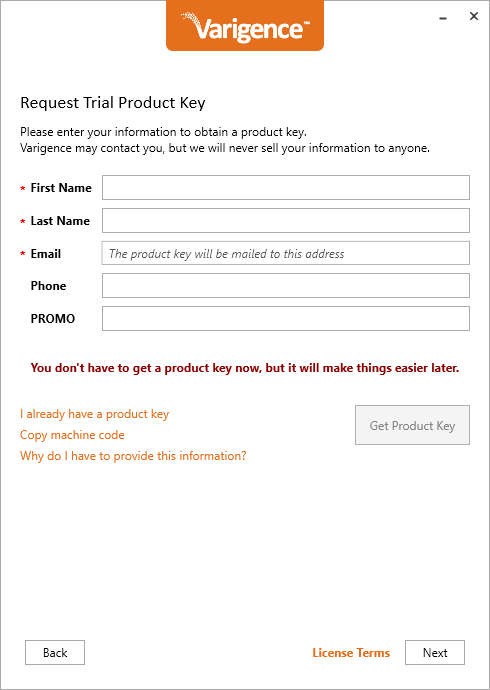 Varigence™
Request Trial Product Key
Please enter your information to obtain a product key.
Varigence may contact you, but we will never sell your information to anyone.
* First Name
* Last Name
* Email The product key will be mailed to this address
Phone
PROMO
You don't have to get a product key now, but it will make things easier later.
I already have a product key
Get Product Key
Copy machine code
Why do I have to provide this information?
Back License Terms Next